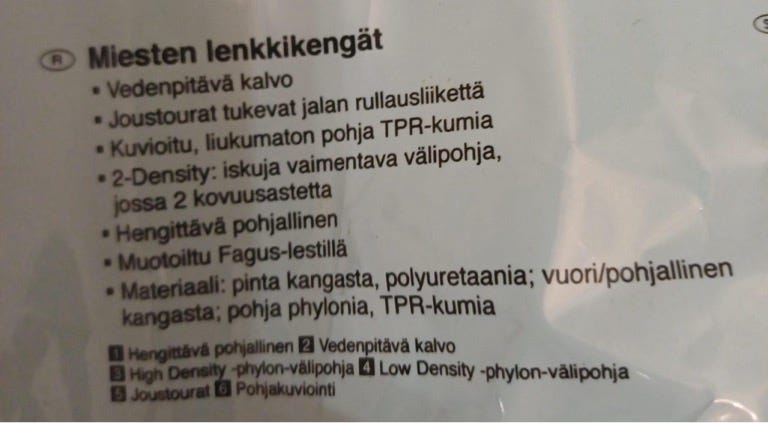 FI Miesten lenkkikengät
• Vedenpitävä kalvo
• Joustourat tukevat jalan rullausliikettä
• Kuvioitu, liukumaton pohja TPR-kumia
• 2-Density: iskuja vaimentava välipohja,
jossa 2 kovuusastetta
• Hengittävä pohjallinen
• Muotoiltu Fagus-lestillä
• Materiaali: pinta kangasta, polyuretaania; vuori/pohjallinen
kangasta; pohja phylonia, TPR-kumia
1 Hengittävä pohjallinen 2 Vedenpitävä kalvo
3 High Density -phylon-välipohja 4 Low Density -phylon-välipohja
5 Joustourat 6 Pohjakuviointi